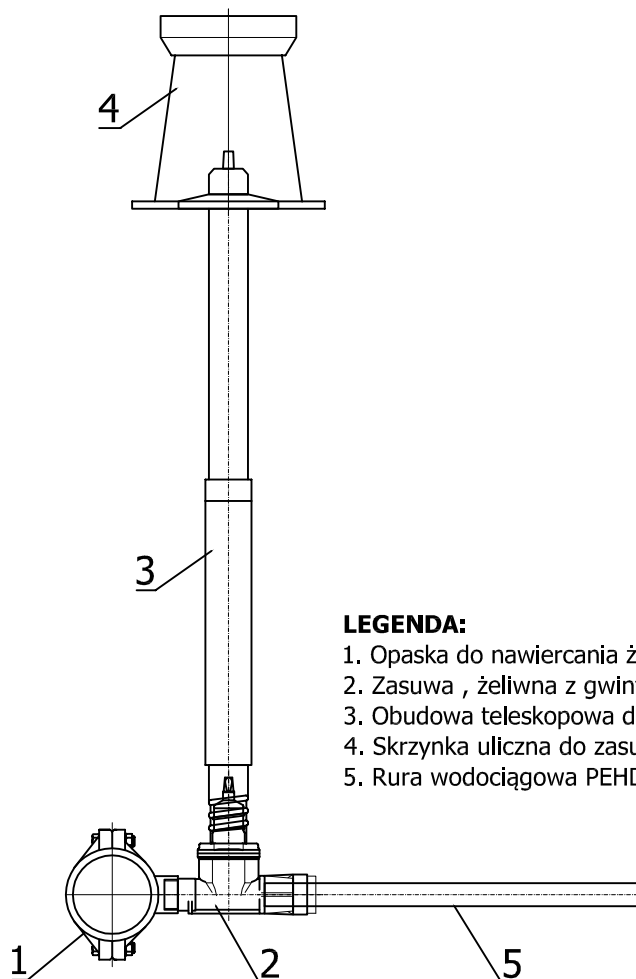 4
3
LEGENDA:
1. Opaska do nawiercania
2. Zasuwa , żeliwna z
3. Obudowa teleskopowa
4. Skrzynka uliczna do
5. Rura wodociągowa PEHD
1
2
5